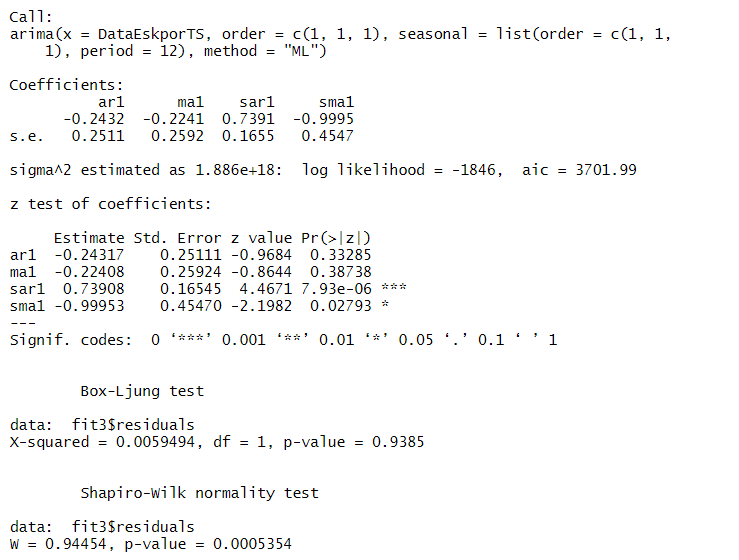 Call:
arima(x = DataEskporTS, order = c(1, 1, 1), seasonal = list(order = c(1, 1,
    1), period = 12), method = "ML")

Coefficients:
          ar1      ma1    sar1     sma1
      -0.2432  -0.2241  0.7391  -0.9995
s.e.   0.2511   0.2592  0.1655   0.4547

sigma^2 estimated as 1.886e+18:  log likelihood = -1846,  aic = 3701.99

z test of coefficients:

     Estimate Std. Error z value Pr(>|z|)
ar1  -0.24317    0.25111 -0.9684  0.33285
ma1  -0.22408    0.25924 -0.8644  0.38738
sar1  0.73908    0.16545  4.4671 7.93e-06 ***
sma1 -0.99953    0.45470 -2.1982  0.02793 *
---
Signif. codes:  0 ‘***’ 0.001 ‘**’ 0.01 ‘*’ 0.05 ‘.’ 0.1 ‘ ’ 1

        Box-Ljung test

data:  fit3$residuals
X-squared = 0.0059494, df = 1, p-value = 0.9385

        Shapiro-Wilk normality test

data:  fit3$residuals
W = 0.94454, p-value = 0.0005354